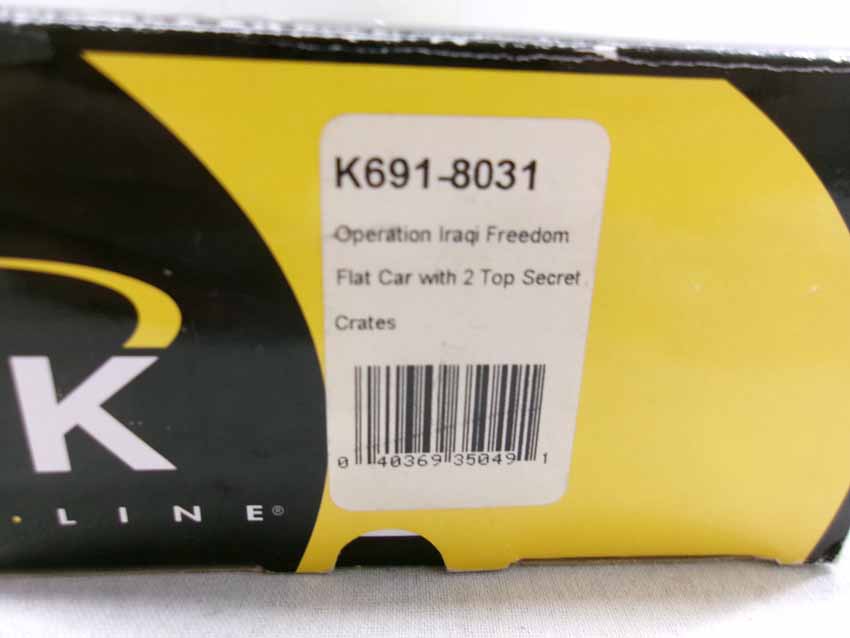 K691-8031
Operation Iraqi Freedom
Flat Car with 2 Top Secret
Crates
0 40369 35049 1
K
LINE®